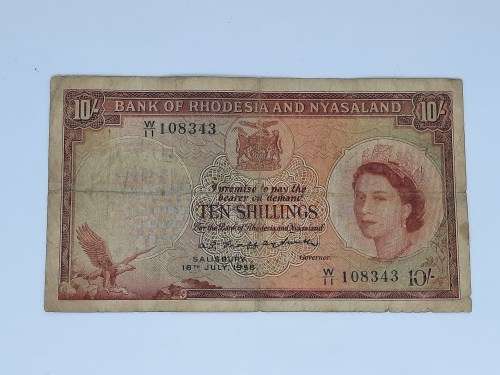 10/-
BANK OF RHODESIA AND NYASALAND
10/-
W/11 108343
I promise to pay the
bearer on demand
TEN SHILLINGS
For the Bank of Rhodesia and Nyasaland
SALISBURY
Governor.
W/11 108343 10/-